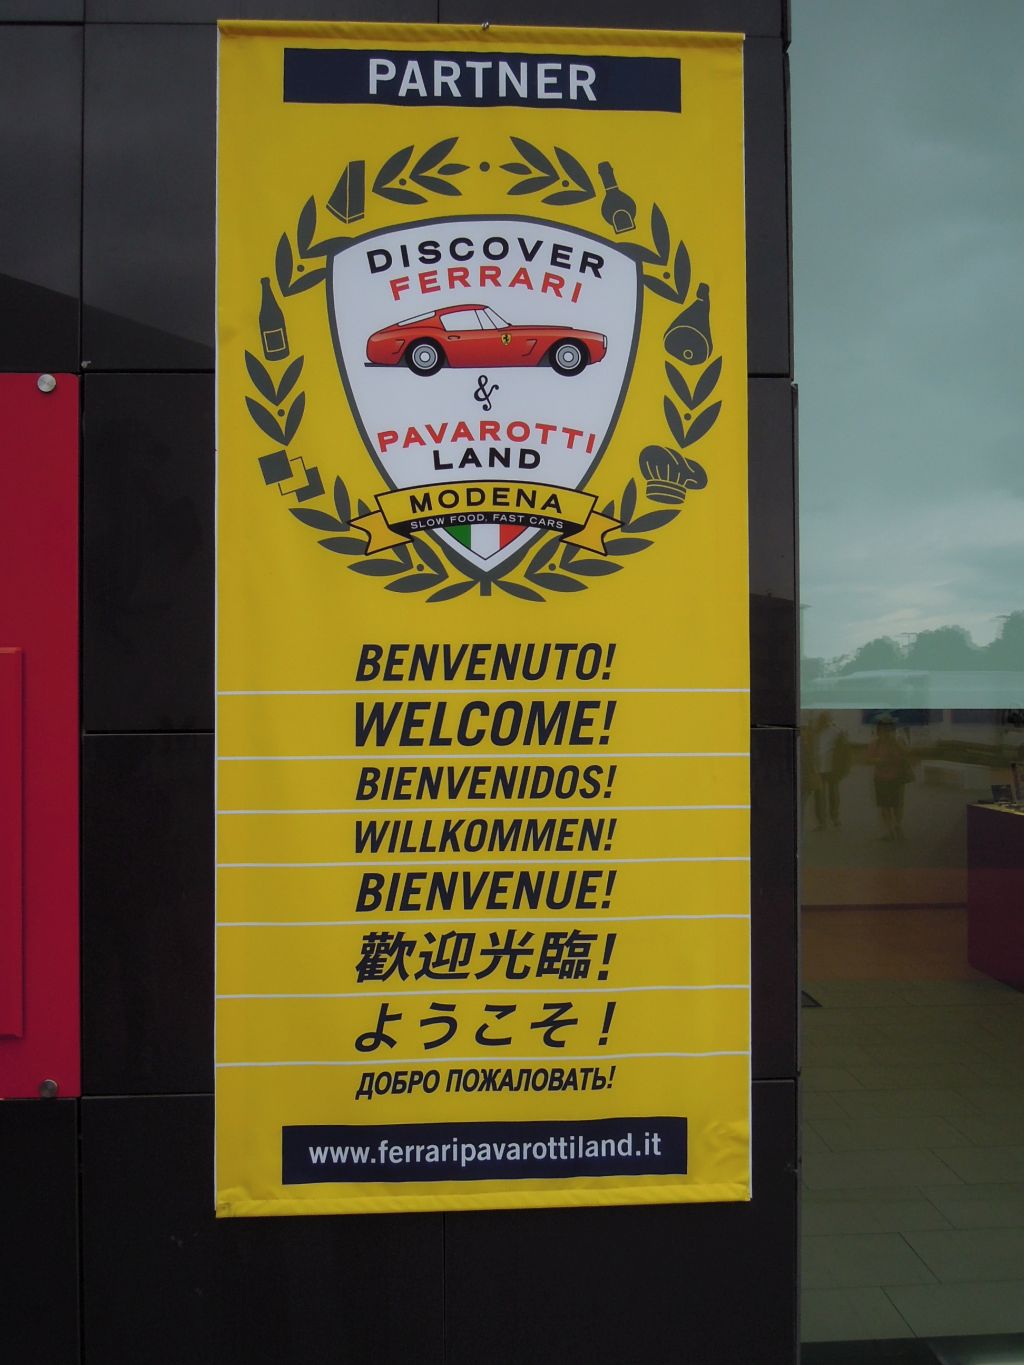 PARTNER
DISCOVER
FERRARI
&
PAVAROTTI
LAND
MODENA
SLOW FOOD, FAST CARS
BENVENUTO!
WELCOME!
BIENVENIDOS!
WILLKOMMEN!
BIENVENUE!
歡迎光臨!
ようこそ!
ДОБРО ПОЖАЛОВАТЬ!
www.ferraripavarottiland.it